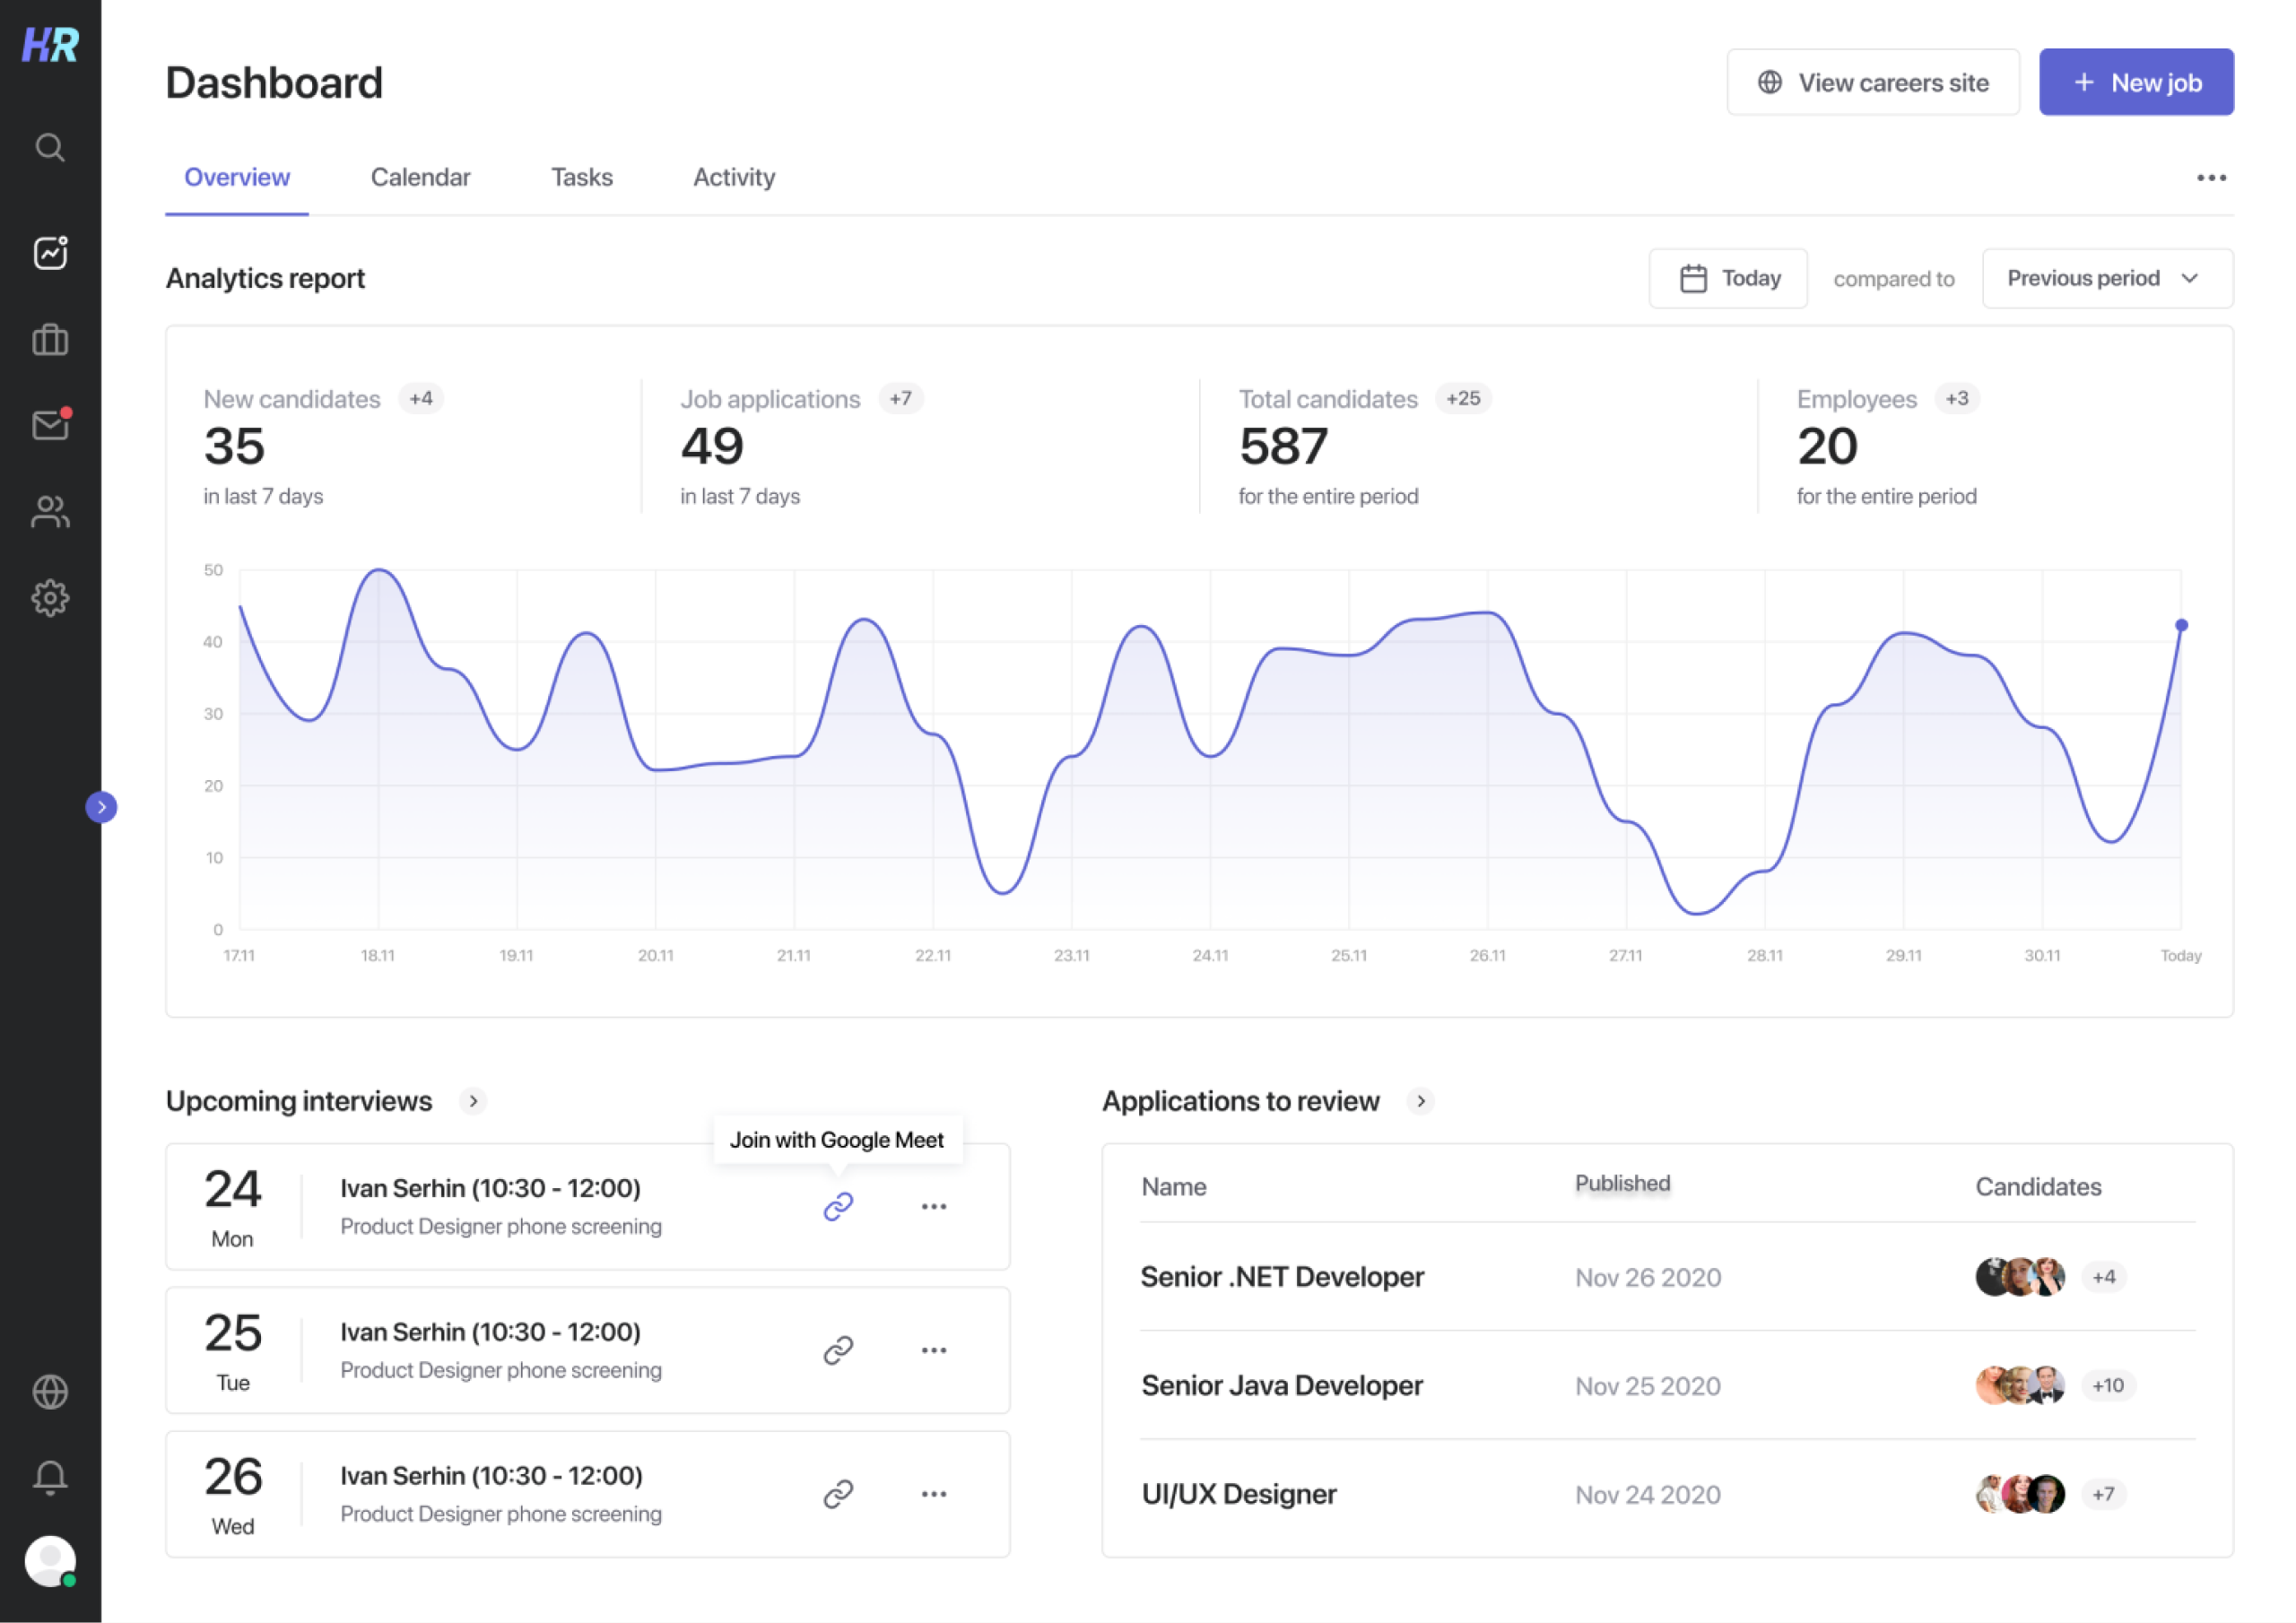 HR
Dashboard
View careers site
+ New job
Overview
Calendar
Tasks
Activity
Analytics report
Today
compared to
Previous period
New candidates +4
35
in last 7 days
Job applications +7
49
in last 7 days
Total candidates +25
587
for the entire period
Employees +3
20
for the entire period
50
40
30
20
10
0
17.11 18.11 19.11 20.11 21.11 22.11 23.11 24.11 25.11 26.11 27.11 28.11 29.11 30.11 Today
Upcoming interviews
Join with Google Meet
24
Mon
Ivan Serhin (10:30 - 12:00)
Product Designer phone screening
25
Tue
Ivan Serhin (10:30 - 12:00)
Product Designer phone screening
26
Wed
Ivan Serhin (10:30 - 12:00)
Product Designer phone screening
Applications to review
Name Published Candidates
Senior .NET Developer Nov 26 2020 +4
Senior Java Developer Nov 25 2020 +10
UI/UX Designer Nov 24 2020 +7